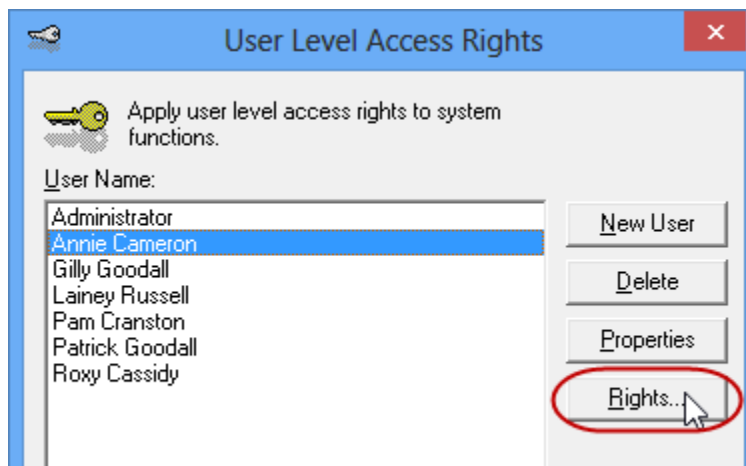 User Level Access Rights
Apply user level access rights to system
functions.
User Name:
Administrator
Annie Cameron
Gilly Goodall
Lainey Russell
Pam Cranston
Patrick Goodall
Roxy Cassidy
New User
Delete
Properties
Rights...